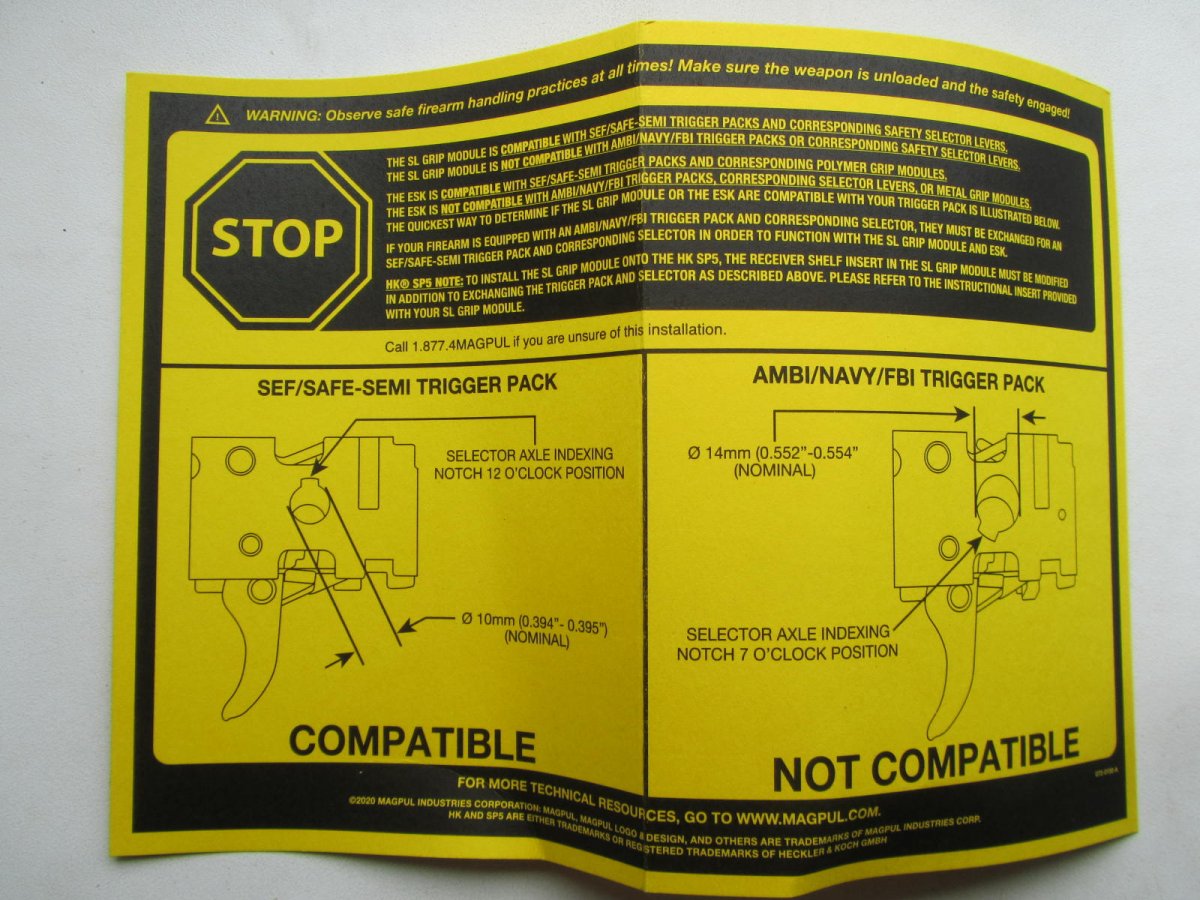 WARNING: Observe safe firearm handling practices at all times! Make sure the weapon is unloaded and the safety engaged!
STOP
THE SL GRIP MODULE IS COMPATIBLE WITH SEF/SAFE-SEMI TRIGGER PACKS AND CORRESPONDING SAFETY SELECTOR LEVERS.
THE SL GRIP MODULE IS NOT COMPATIBLE WITH AMBI/NAVY/FBI TRIGGER PACKS OR CORRESPONDING SAFETY SELECTOR LEVERS.
THE ESK IS COMPATIBLE WITH SEF/SAFE-SEMI TRIGGER PACKS AND CORRESPONDING POLYMER GRIP MODULES.
THE ESK IS NOT COMPATIBLE WITH AMBI/NAVY/FBI TRIGGER PACKS, CORRESPONDING SELECTOR LEVERS, OR METAL GRIP MODULES.
THE QUICKEST WAY TO DETERMINE IF THE SL GRIP MODULE OR THE ESK ARE COMPATIBLE WITH YOUR TRIGGER PACK IS ILLUSTRATED BELOW.
IF YOUR FIREARM IS EQUIPPED WITH AN AMBI/NAVY/FBI TRIGGER PACK AND CORRESPONDING SELECTOR, THEY MUST BE EXCHANGED FOR AN
SEF/SAFE-SEMI TRIGGER PACK AND CORRESPONDING SELECTOR IN ORDER TO FUNCTION WITH THE SL GRIP MODULE AND ESK.
HK® SP5 NOTE: TO INSTALL THE SL GRIP MODULE ONTO THE HK SP5, THE RECEIVER SHELF INSERT IN THE SL GRIP MODULE MUST BE MODIFIED
IN ADDITION TO EXCHANGING THE TRIGGER PACK AND SELECTOR AS DESCRIBED ABOVE. PLEASE REFER TO THE INSTRUCTIONAL INSERT PROVIDED
WITH YOUR SL GRIP MODULE.
Call 1.877.4MAGPUL if you are unsure of this installation.
SEF/SAFE-SEMI TRIGGER PACK
SELECTOR AXLE INDEXING
NOTCH 12 O'CLOCK POSITION
Ø 10mm (0.394"- 0.395")
(NOMINAL)
COMPATIBLE
AMBI/NAVY/FBI TRIGGER PACK
Ø 14mm (0.552"-0.554"
(NOMINAL)
SELECTOR AXLE INDEXING
NOTCH 7 O'CLOCK POSITION
NOT COMPATIBLE
FOR MORE TECHNICAL RESOURCES, GO TO WWW.MAGPUL.COM.
©2020 MAGPUL INDUSTRIES CORPORATION: MAGPUL, MAGPUL LOGO & DESIGN, AND OTHERS ARE TRADEMARKS OF MAGPUL INDUSTRIES CORP.
HK AND SP5 ARE EITHER TRADEMARKS OR REGISTERED TRADEMARKS OF HECKLER & KOCH GMBH